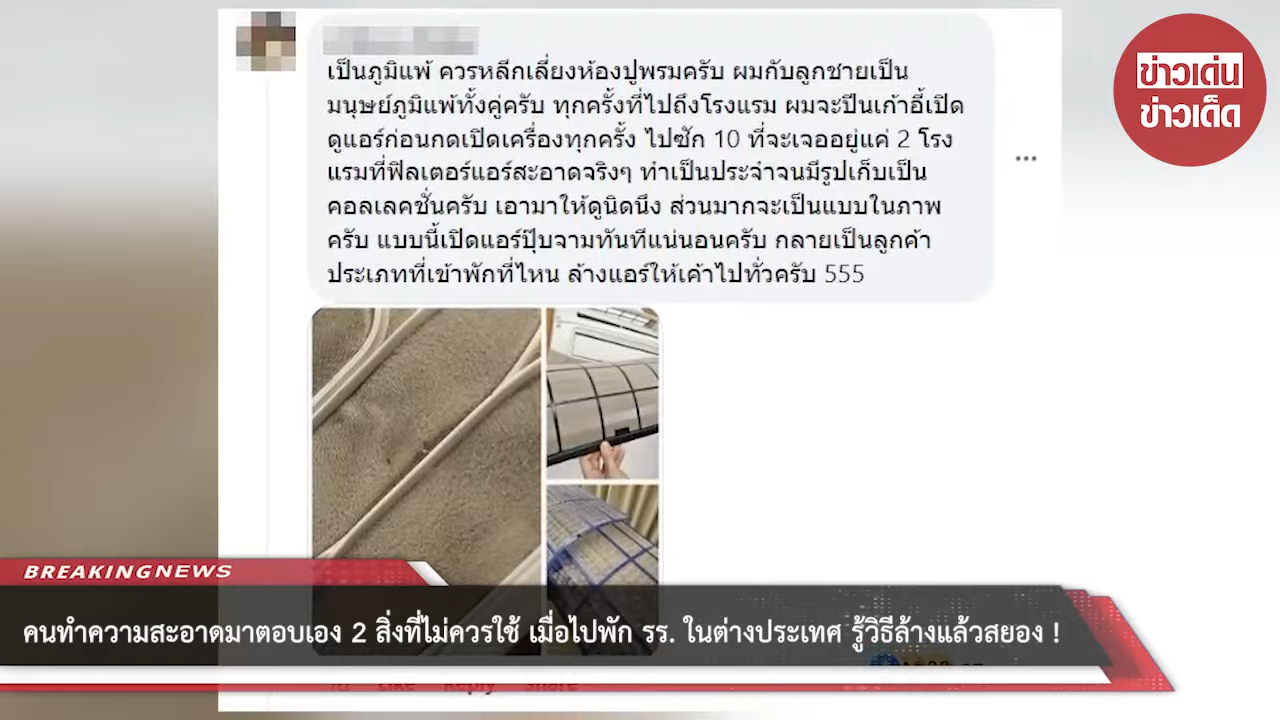 เป็นภูมิแพ้ ควรหลีกเลี่ยงห้องปูพรมครับ ผมกับลูกชายเป็น
มนุษย์ภูมิแพ้ทั้งคู่ครับ ทุกครั้งที่ไปถึงโรงแรม ผมจะปีนเก้าอี้เปิด
ดูแอร์ก่อนกดเปิดเครื่องทุกครั้ง ไปซัก 10 ที่จะเจออยู่แค่ 2 โรง
แรมที่ฟิลเตอร์แอร์สะอาดจริงๆ ทำเป็นประจำจนมีรูปเก็บเป็น
คอลเลคชั่นครับ เอามาให้ดูนิดนึง ส่วนมากจะเป็นแบบในภาพ
ครับ แบบนี้เปิดแอร์ปุ๊บจามทันทีแน่นอนครับ กลายเป็นลูกค้า
ประเภทที่เข้าพักที่ไหน ล้างแอร์ให้เค้าไปทั่วครับ 555
ข่าวเด่น
ข่าวเด็ด
BREAKINGNEWS
คนทำความสะอาดมาตอบเอง 2 สิ่งที่ไม่ควรใช้ เมื่อไปพัก รร. ในต่างประเทศ รู้วิธีล้างแล้วสยอง !
Like Reply Share